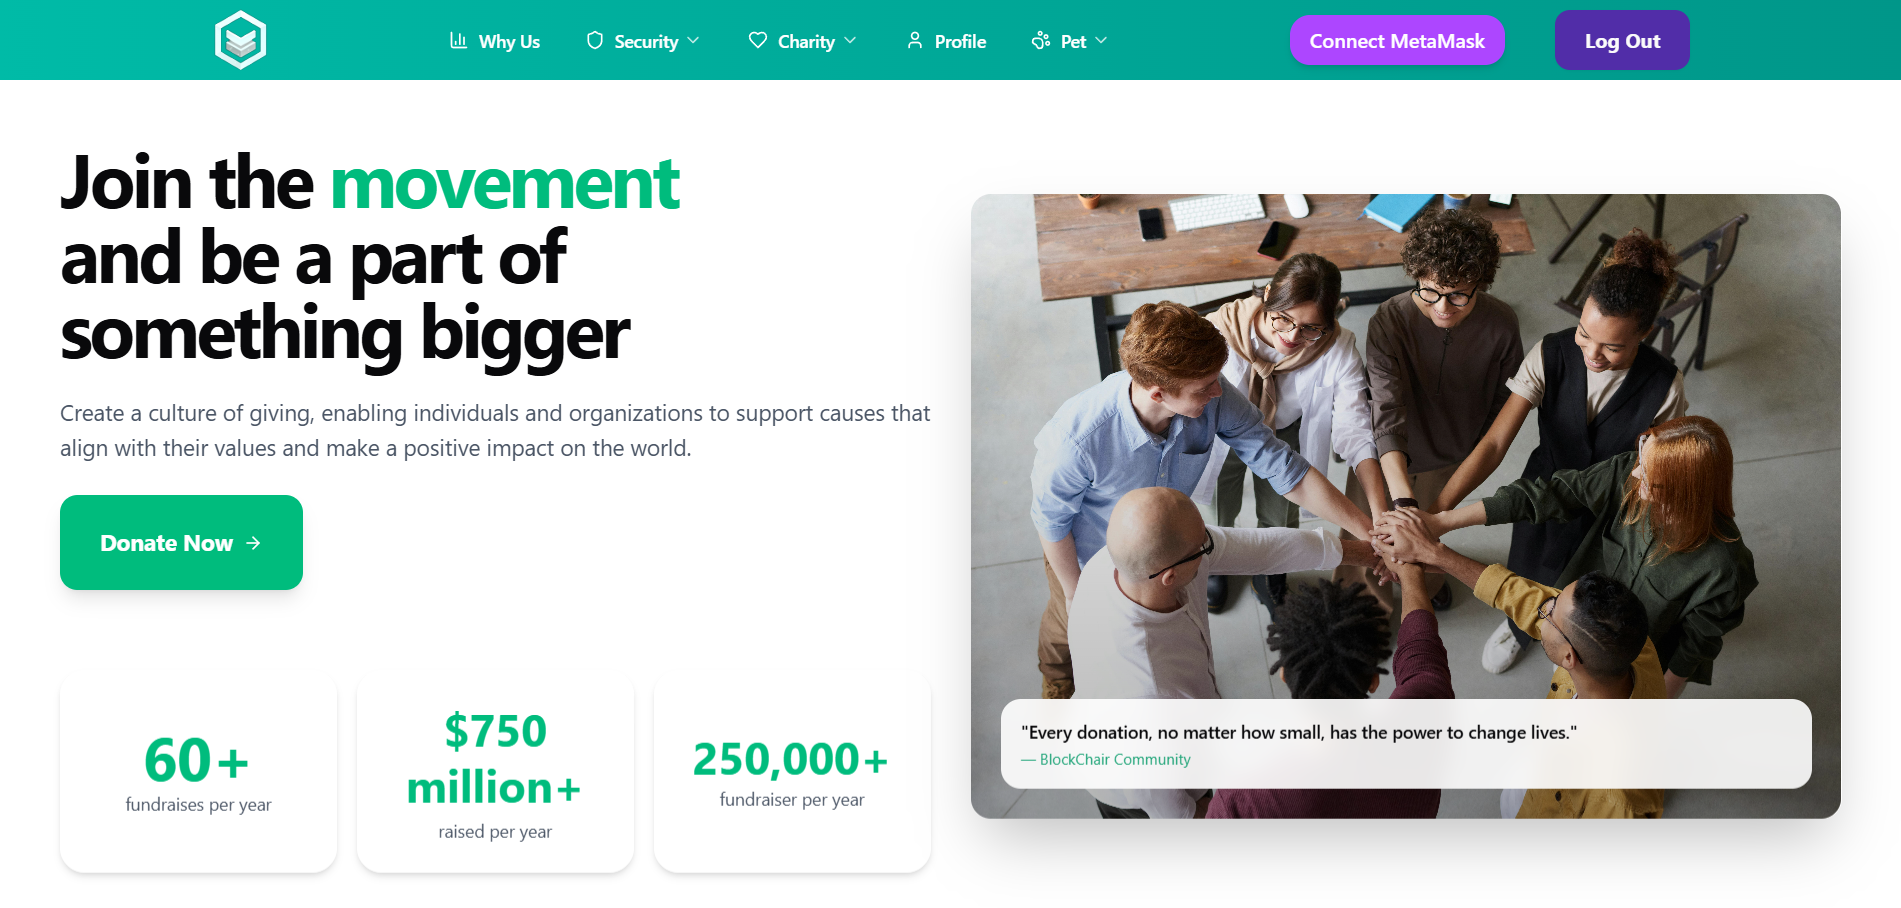 Why Us
Security
Charity
Profile
Pet
Connect MetaMask
Log Out
Join the movement
and be a part of
something bigger
Create a culture of giving, enabling individuals and organizations to support causes that
align with their values and make a positive impact on the world.
Donate Now →
60+
fundraises per year
$750
million+
raised per year
250,000+
fundraiser per year
"Every donation, no matter how small, has the power to change lives."
— BlockChair Community